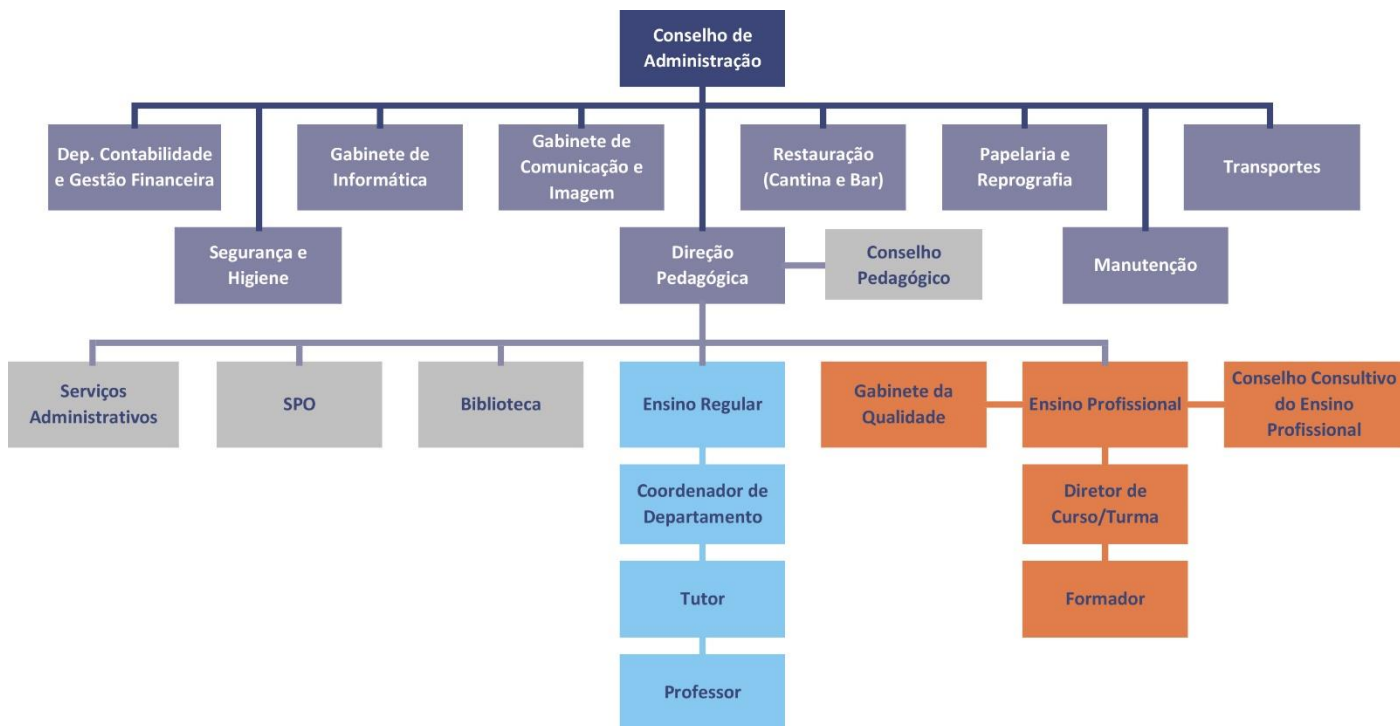 Conselho de
Administração
Dep. Contabilidade
e Gestão Financeira
Gabinete de
Informática
Gabinete de
Comunicação e
Imagem
Restauração
(Cantina e Bar)
Papelaria e
Reprografia
Transportes
Segurança e
Higiene
Direção
Pedagógica
Conselho
Pedagógico
Manutenção
Serviços
Administrativos
SPO
Biblioteca
Ensino Regular
Gabinete da
Qualidade
Ensino Profissional
Conselho Consultivo
do Ensino
Profissional
Coordenador de
Departamento
Diretor de
Curso/Turma
Tutor
Formador
Professor